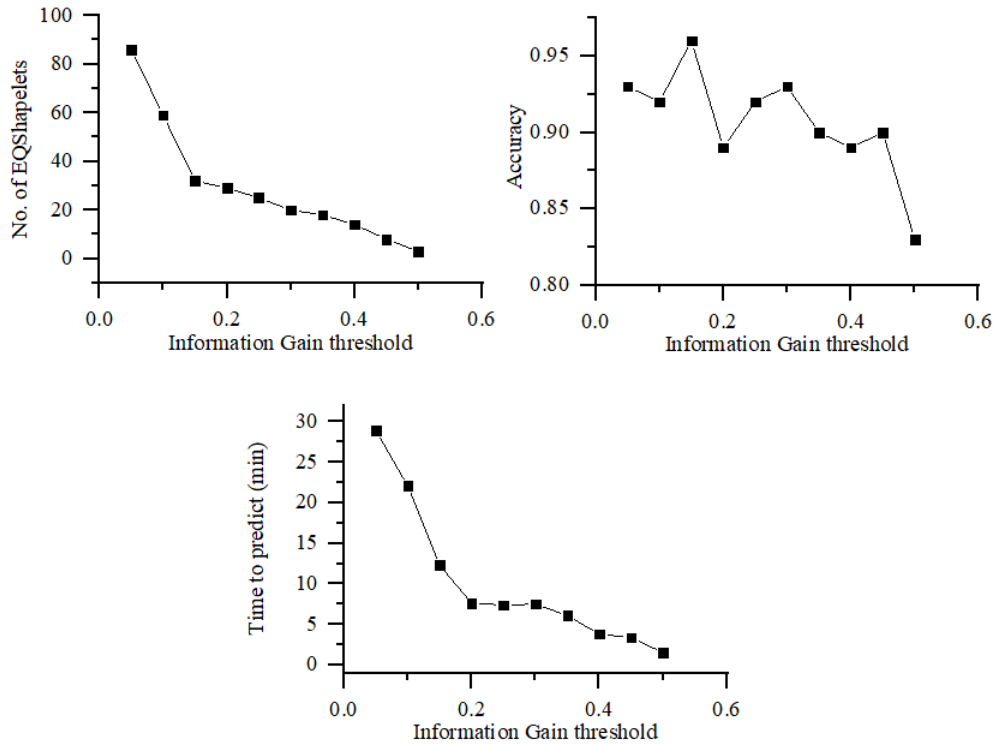 No. of EQShapelets
100
80
60
40
20
0
0.0 0.2 0.4 0.6
Information Gain threshold
Accuracy
0.95
0.90
0.85
0.80
0.0 0.2 0.4 0.6
Information Gain threshold
Time to predict (min)
30
25
20
15
10
5
0
0.0 0.2 0.4 0.6
Information Gain threshold